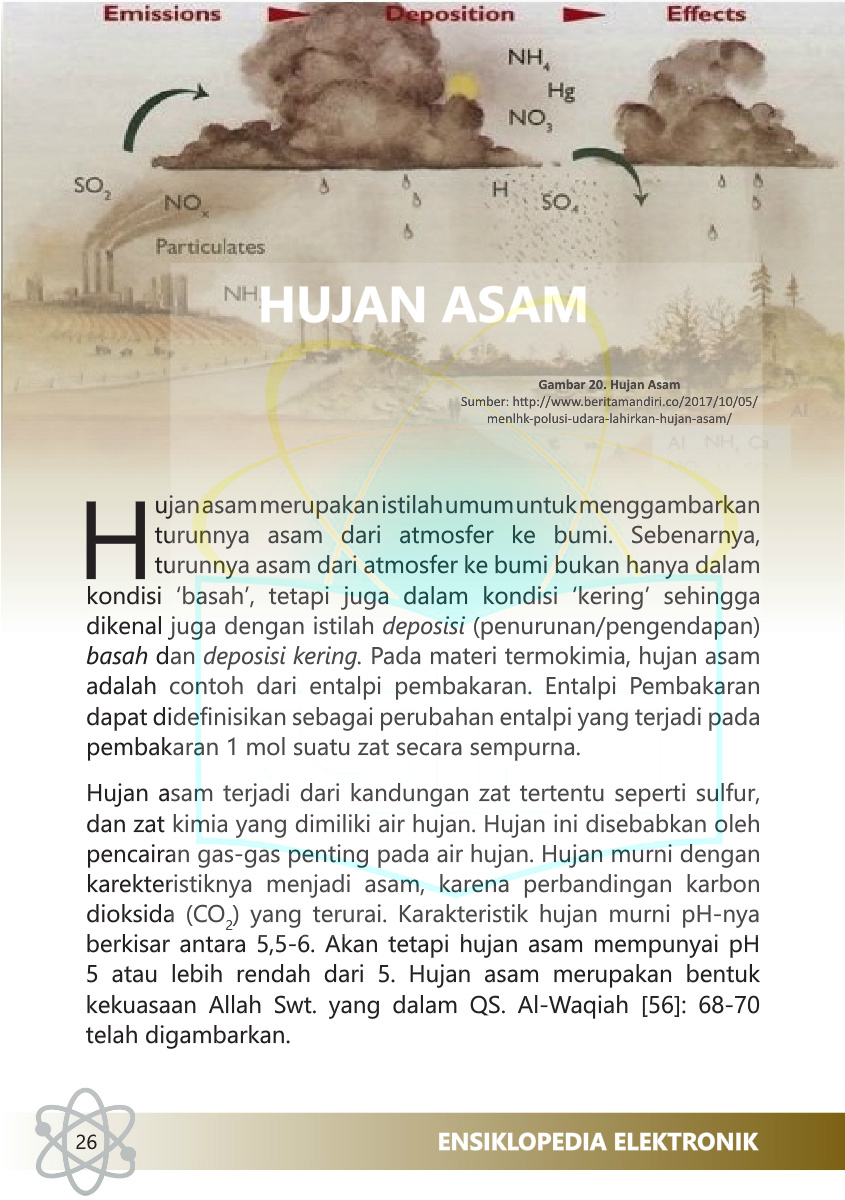 Emissions Deposition Effects
NH4
Hg
NO3
SO2
NOx
H
SO4
Particulates
NH
HUJAN ASAM
Gambar 20. Hujan Asam
Sumber: http://www.beritamandiri.co/2017/10/05/
menlhk-polusi-udara-lahirkan-hujan-asam/
Al
Al NH4 Ca
Hujan asam merupakan istilah umum untuk menggambarkan
turunnya asam dari atmosfer ke bumi. Sebenarnya,
turunnya asam dari atmosfer ke bumi bukan hanya dalam
kondisi ‘basah’, tetapi juga dalam kondisi ‘kering’ sehingga
dikenal juga dengan istilah deposisi (penurunan/pengendapan)
basah dan deposisi kering. Pada materi termokimia, hujan asam
adalah contoh dari entalpi pembakaran. Entalpi Pembakaran
dapat didefinisikan sebagai perubahan entalpi yang terjadi pada
pembakaran 1 mol suatu zat secara sempurna.
Hujan asam terjadi dari kandungan zat tertentu seperti sulfur,
dan zat kimia yang dimiliki air hujan. Hujan ini disebabkan oleh
pencairan gas-gas penting pada air hujan. Hujan murni dengan
karekteristiknya menjadi asam, karena perbandingan karbon
dioksida (CO2) yang terurai. Karakteristik hujan murni pH-nya
berkisar antara 5,5-6. Akan tetapi hujan asam mempunyai pH
5 atau lebih rendah dari 5. Hujan asam merupakan bentuk
kekuasaan Allah Swt. yang dalam QS. Al-Waqiah [56]: 68-70
telah digambarkan.
26
ENSIKLOPEDIA ELEKTRONIK